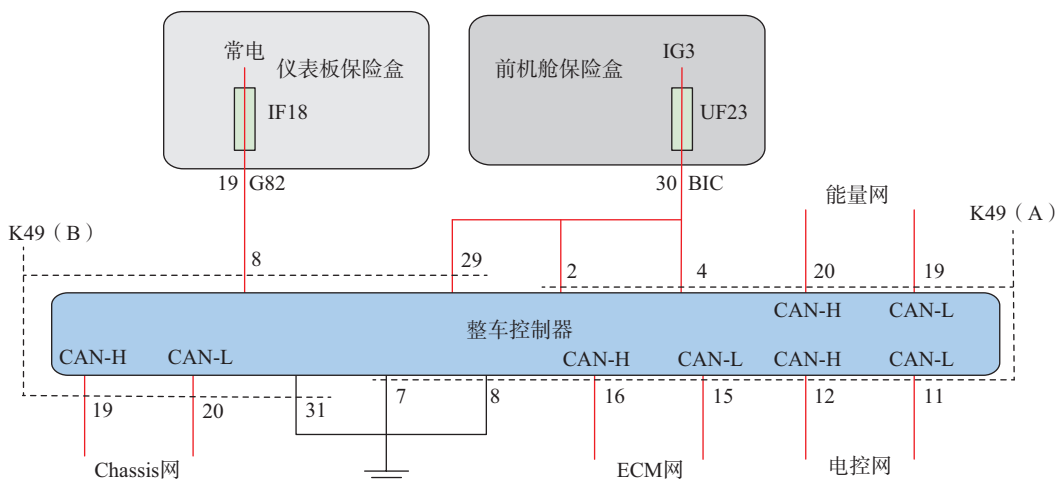 常电
仪表板保险盒
IF18
19 G82
IG3
前机舱保险盒
UF23
30 BIC
能量网
K49（A）
K49（B）
8
29
2
4
20
19
CAN-H
CAN-L
整车控制器
CAN-H
CAN-L
CAN-H
CAN-L
CAN-H
CAN-L
19
20
31
7
8
16
15
12
11
Chassis网
ECM网
电控网